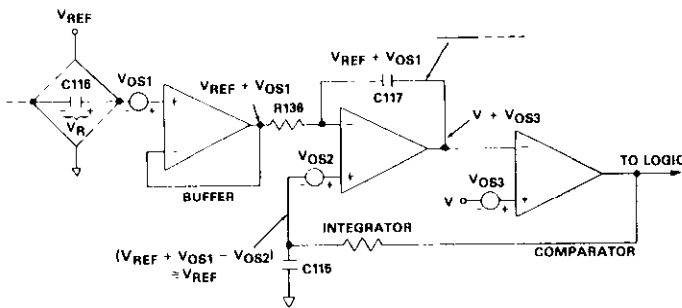 VREF
C116
VR
VOS1
VREF + VOS1
R136
BUFFER
VREF + VOS1
C117
VOS2
V + VOS3
V
VOS3
TO LOGIC
INTEGRATOR
COMPARATOR
(VREF + VOS1 − VOS2)
≅ VREF
C115